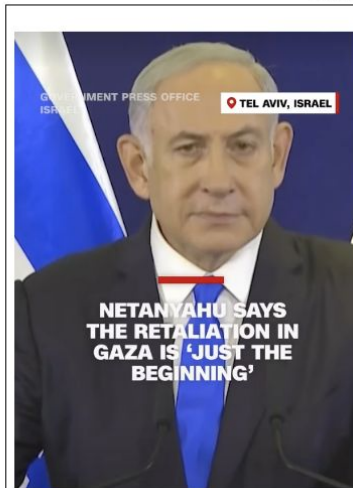 GOVERNMENT PRESS OFFICE
ISRAEL
TEL AVIV, ISRAEL
NETANYAHU SAYS
THE RETALIATION IN
GAZA IS ‘JUST THE
BEGINNING’